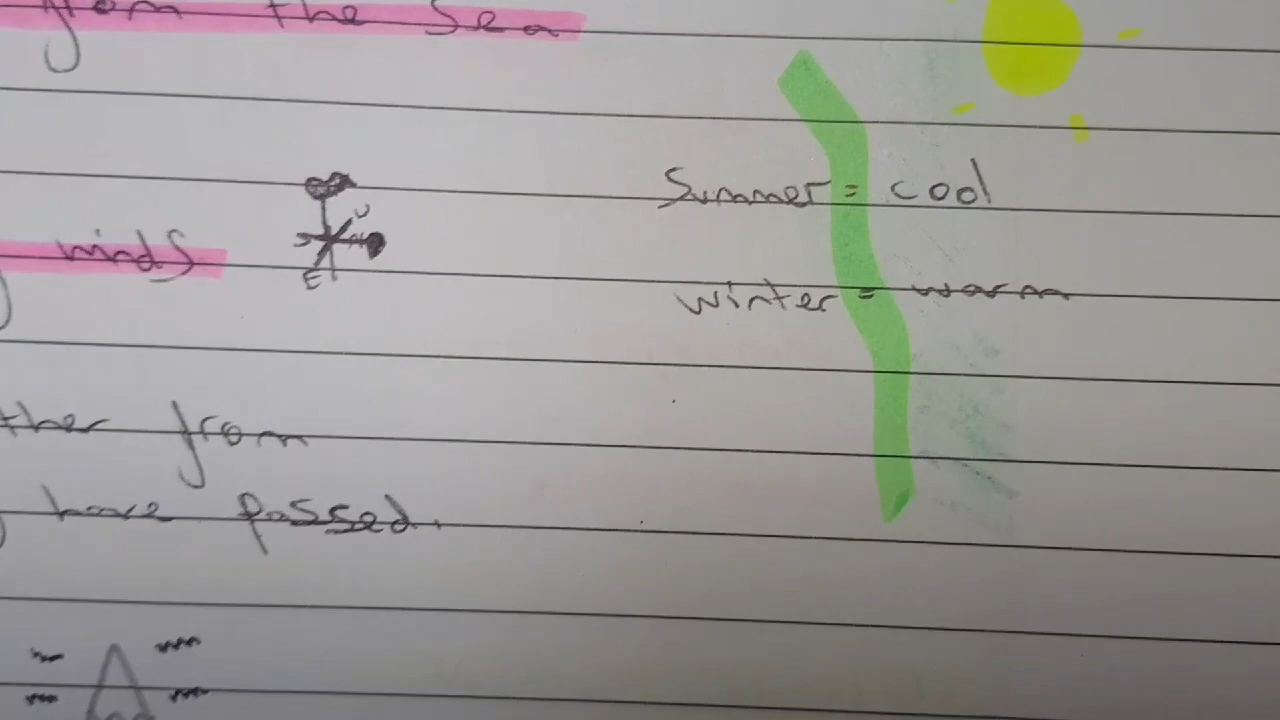 from the Sea
Summer = cool
winds
winter = warm
ther from
have passed.